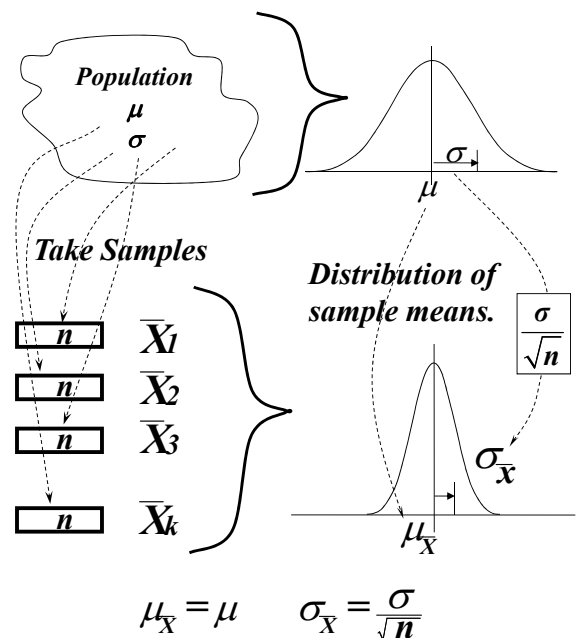 Population
μ
σ
σ
μ
Take Samples
Distribution of
sample means.
σ
√n
n X̅1
n X̅2
n X̅3
n X̅k
σx̅
μX̅
μX̅ = μ σX̅ = σ/√n